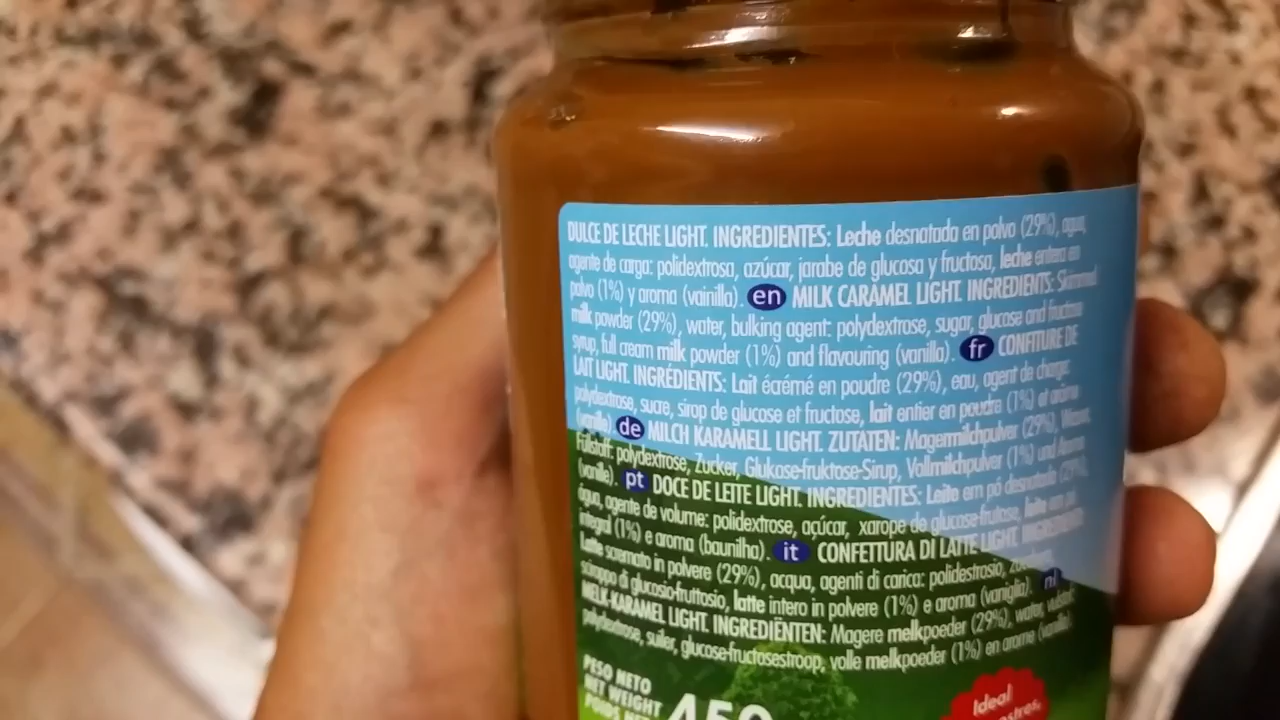 DULCE DE LECHE LIGHT. INGREDIENTES: Leche desnatada en polvo (29%), agua,
agente de carga: polidextrosa, azúcar, jarabe de glucosa y fructosa, leche entera en
polvo (1%) y aroma (vainilla). en MILK CARAMEL LIGHT. INGREDIENTS: Skimmed
milk powder (29%), water, bulking agent: polydextrose, sugar, glucose and fructose
syrup, full cream milk powder (1%) and flavouring (vanilla). fr CONFITURE DE
LAIT LIGHT. INGRÉDIENTS: Lait écrémé en poudre (29%), eau, agent de charge:
polydextrose, sucre, sirop de glucose et fructose, lait entier en poudre (1%) et arôme
(vanille). de MILCH KARAMELL LIGHT. ZUTATEN: Magermilchpulver (29%), Wasser,
Füllstoff: polydextrose, Zucker, Glukose-fruktose-Sirup, Vollmilchpulver (1%) und Aroma
(vanille). pt DOCE DE LEITE LIGHT. INGREDIENTES: Leite em pó desnatado (29%),
água, agente de volume: polidextrose, açúcar, xarope de glucose-frutose, leite em pó
integral (1%) e aroma (baunilha). it CONFETTURA DI LATTE LIGHT. INGREDIENTI:
Latte scremato in polvere (29%), acqua, agenti di carica: polidestrosio,
sciroppo di glucosio-fruttosio, latte intero in polvere (1%) e aroma (vaniglia). nl
MELK-KARAMEL LIGHT. INGREDIËNTEN: Magere melkpoeder (29%), water,
polydextrose, suiker, glucose-fructosestroop, volle melkpoeder (1%) en aroma (vanille).
PESO NETO
NET WEIGHT
POIDS NET
450
Ideal